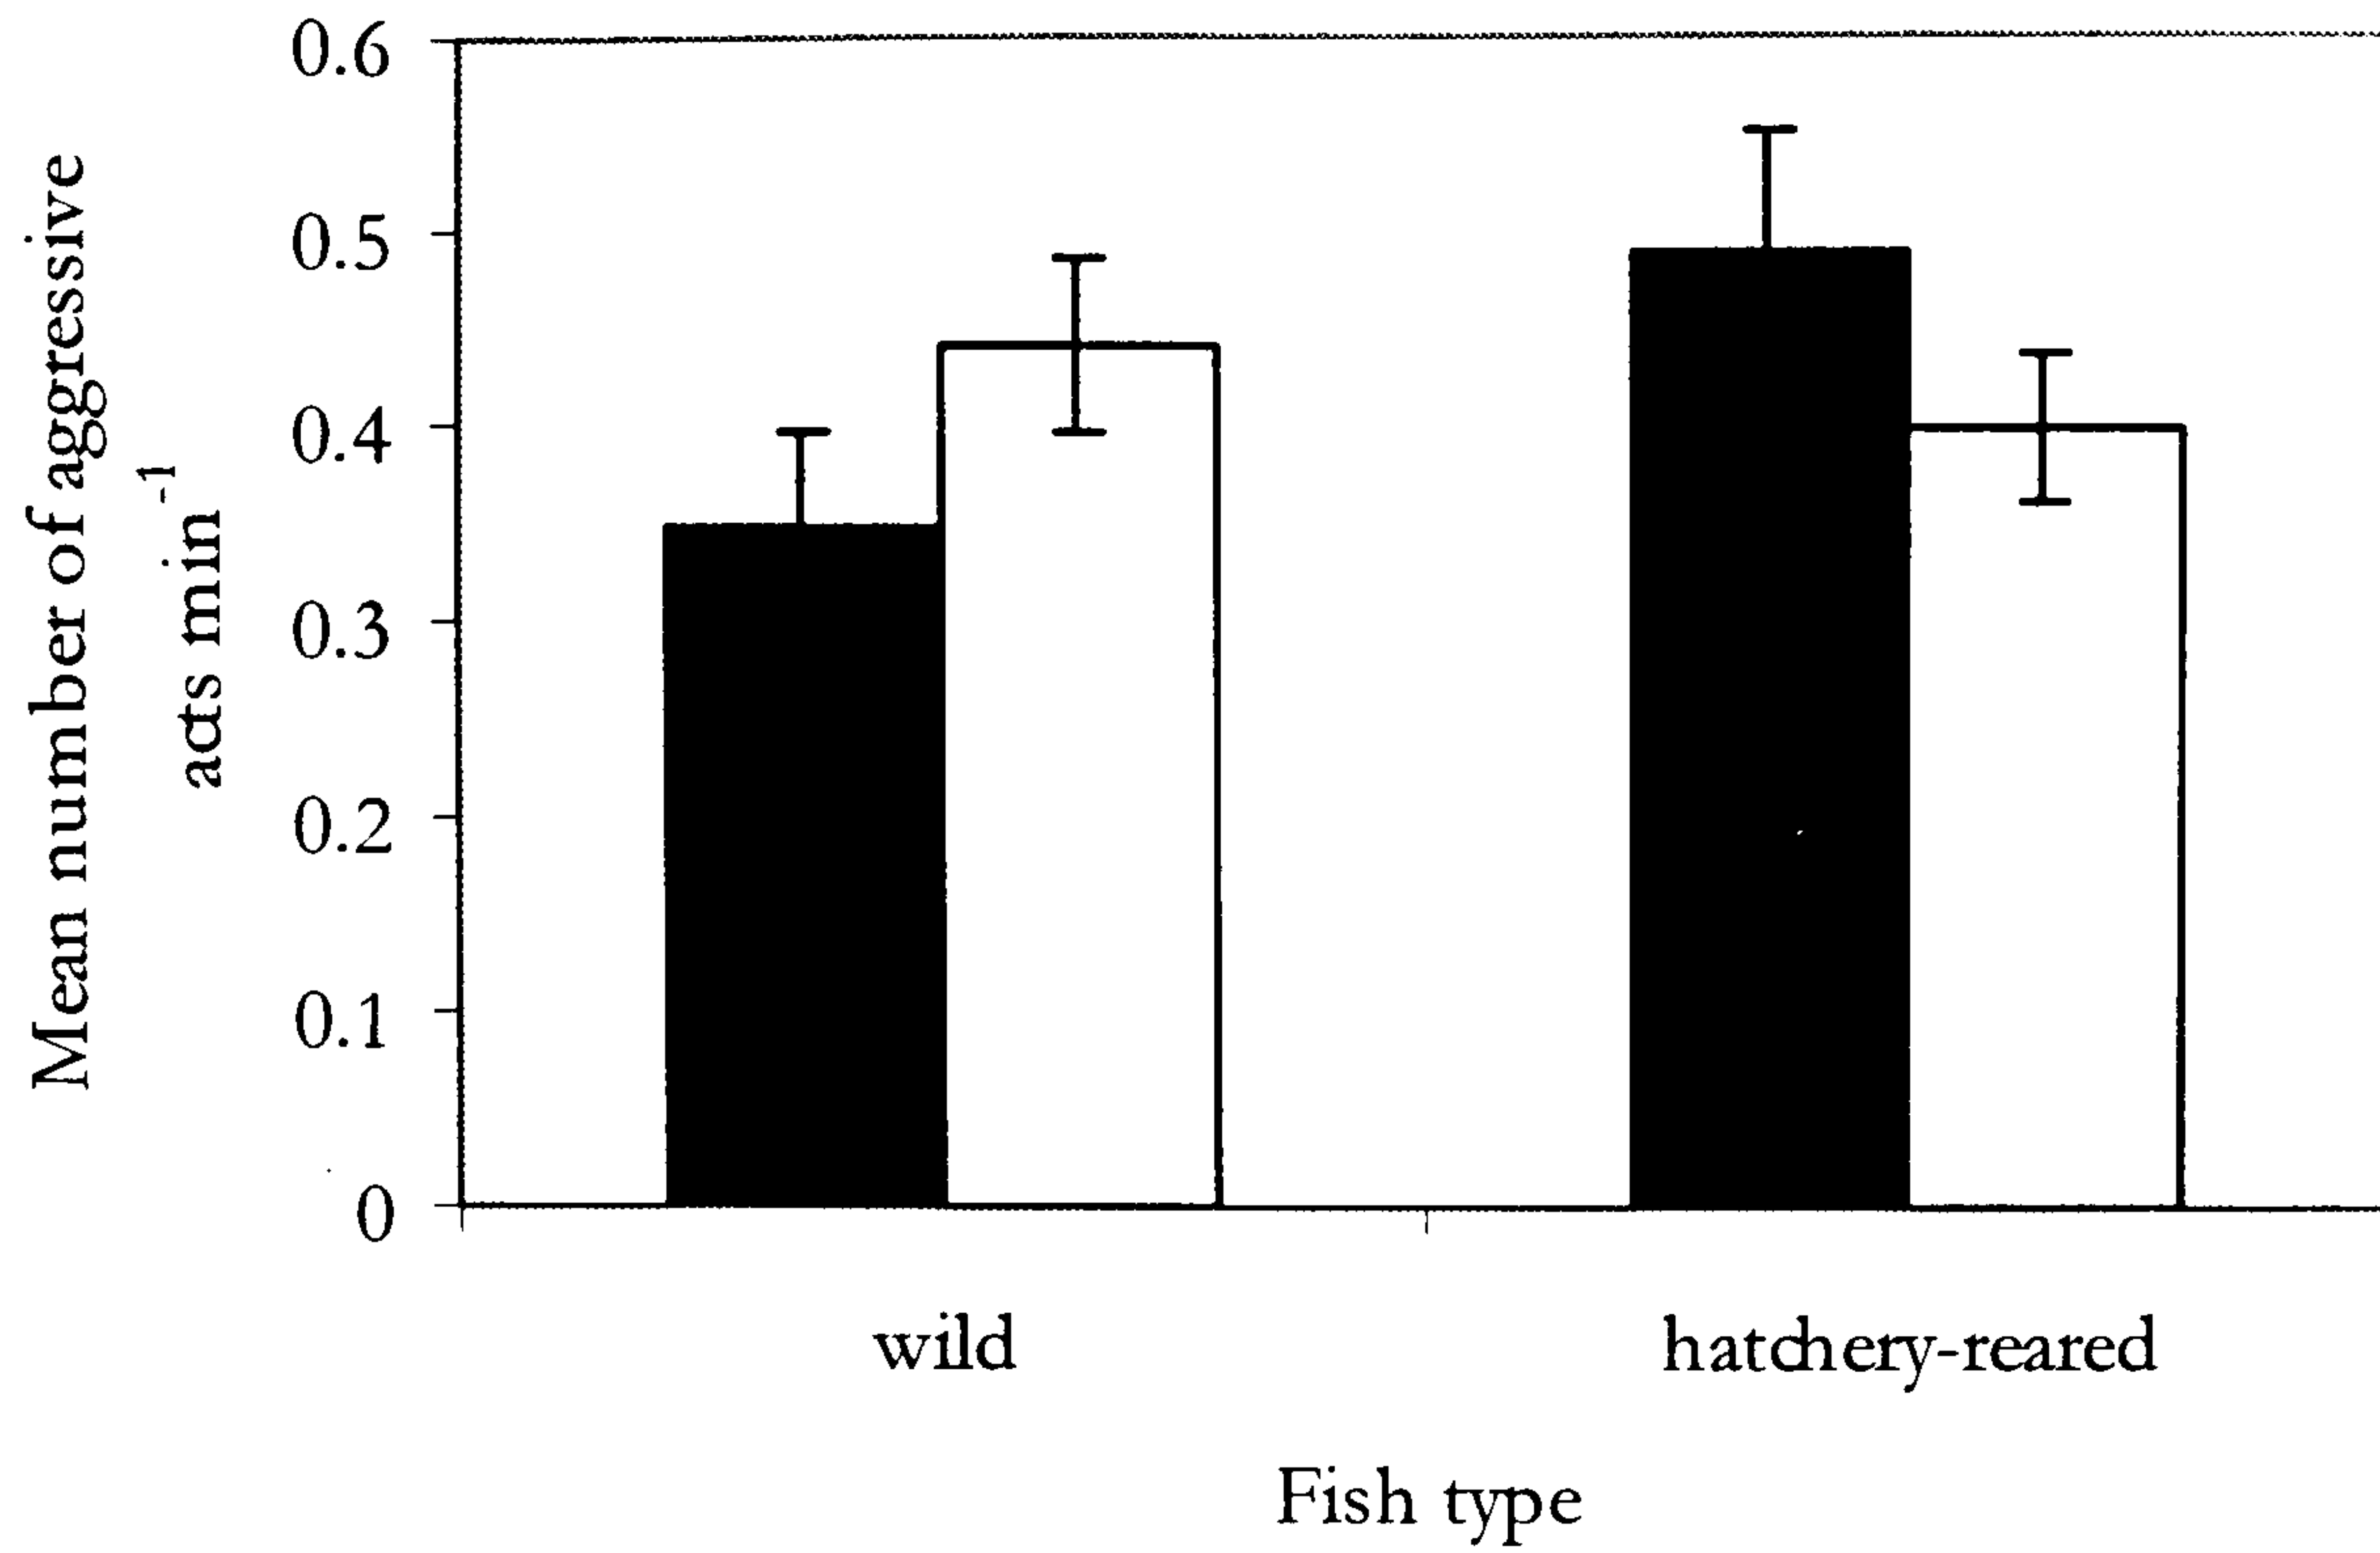 Mean number of aggressive
acts min⁻¹
0.6
0.5
0.4
0.3
0.2
0.1
0
wild
hatchery-reared
Fish type